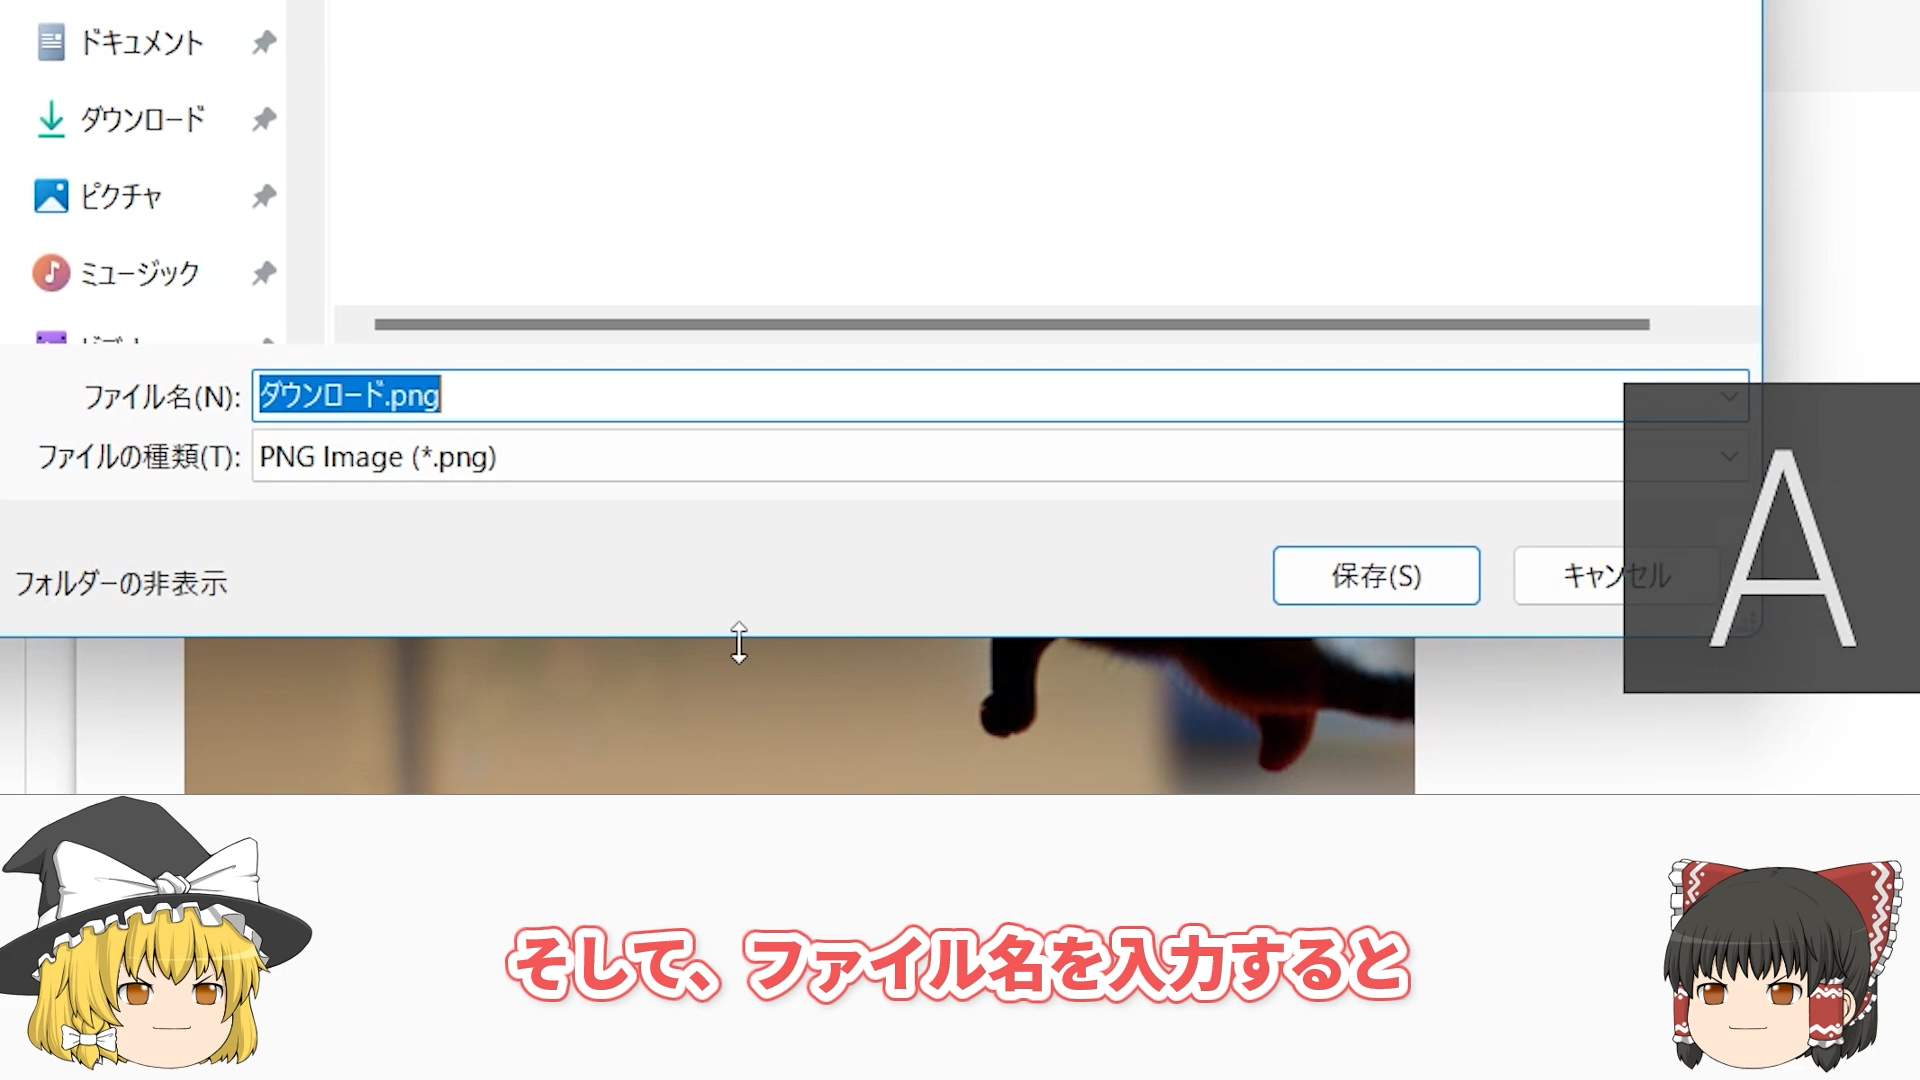 ドキュメント
ダウンロード
ピクチャ
ミュージック
ファイル名(N): ダウンロード.png
ファイルの種類(T): PNG Image (*.png)
フォルダーの非表示
保存(S)
キャンセル
A
そして、ファイル名を入力すると